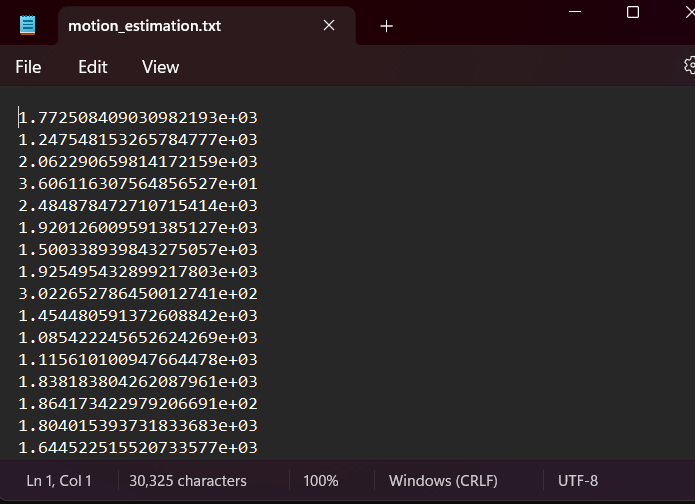 motion_estimation.txt
File Edit View
1.772508409030982193e+03
1.247548153265784777e+03
2.062290659814172159e+03
3.606116307564856527e+01
2.484878472710715414e+03
1.920126009591385127e+03
1.500338939843275057e+03
1.925495432899217803e+03
3.022652786450012741e+02
1.454480591372608842e+03
1.085422245652624269e+03
1.115610100947664478e+03
1.838183804262087961e+03
1.864173422979206691e+02
1.804015393731833683e+03
1.644522515520733577e+03
Ln 1, Col 1 30,325 characters 100% Windows (CRLF) UTF-8